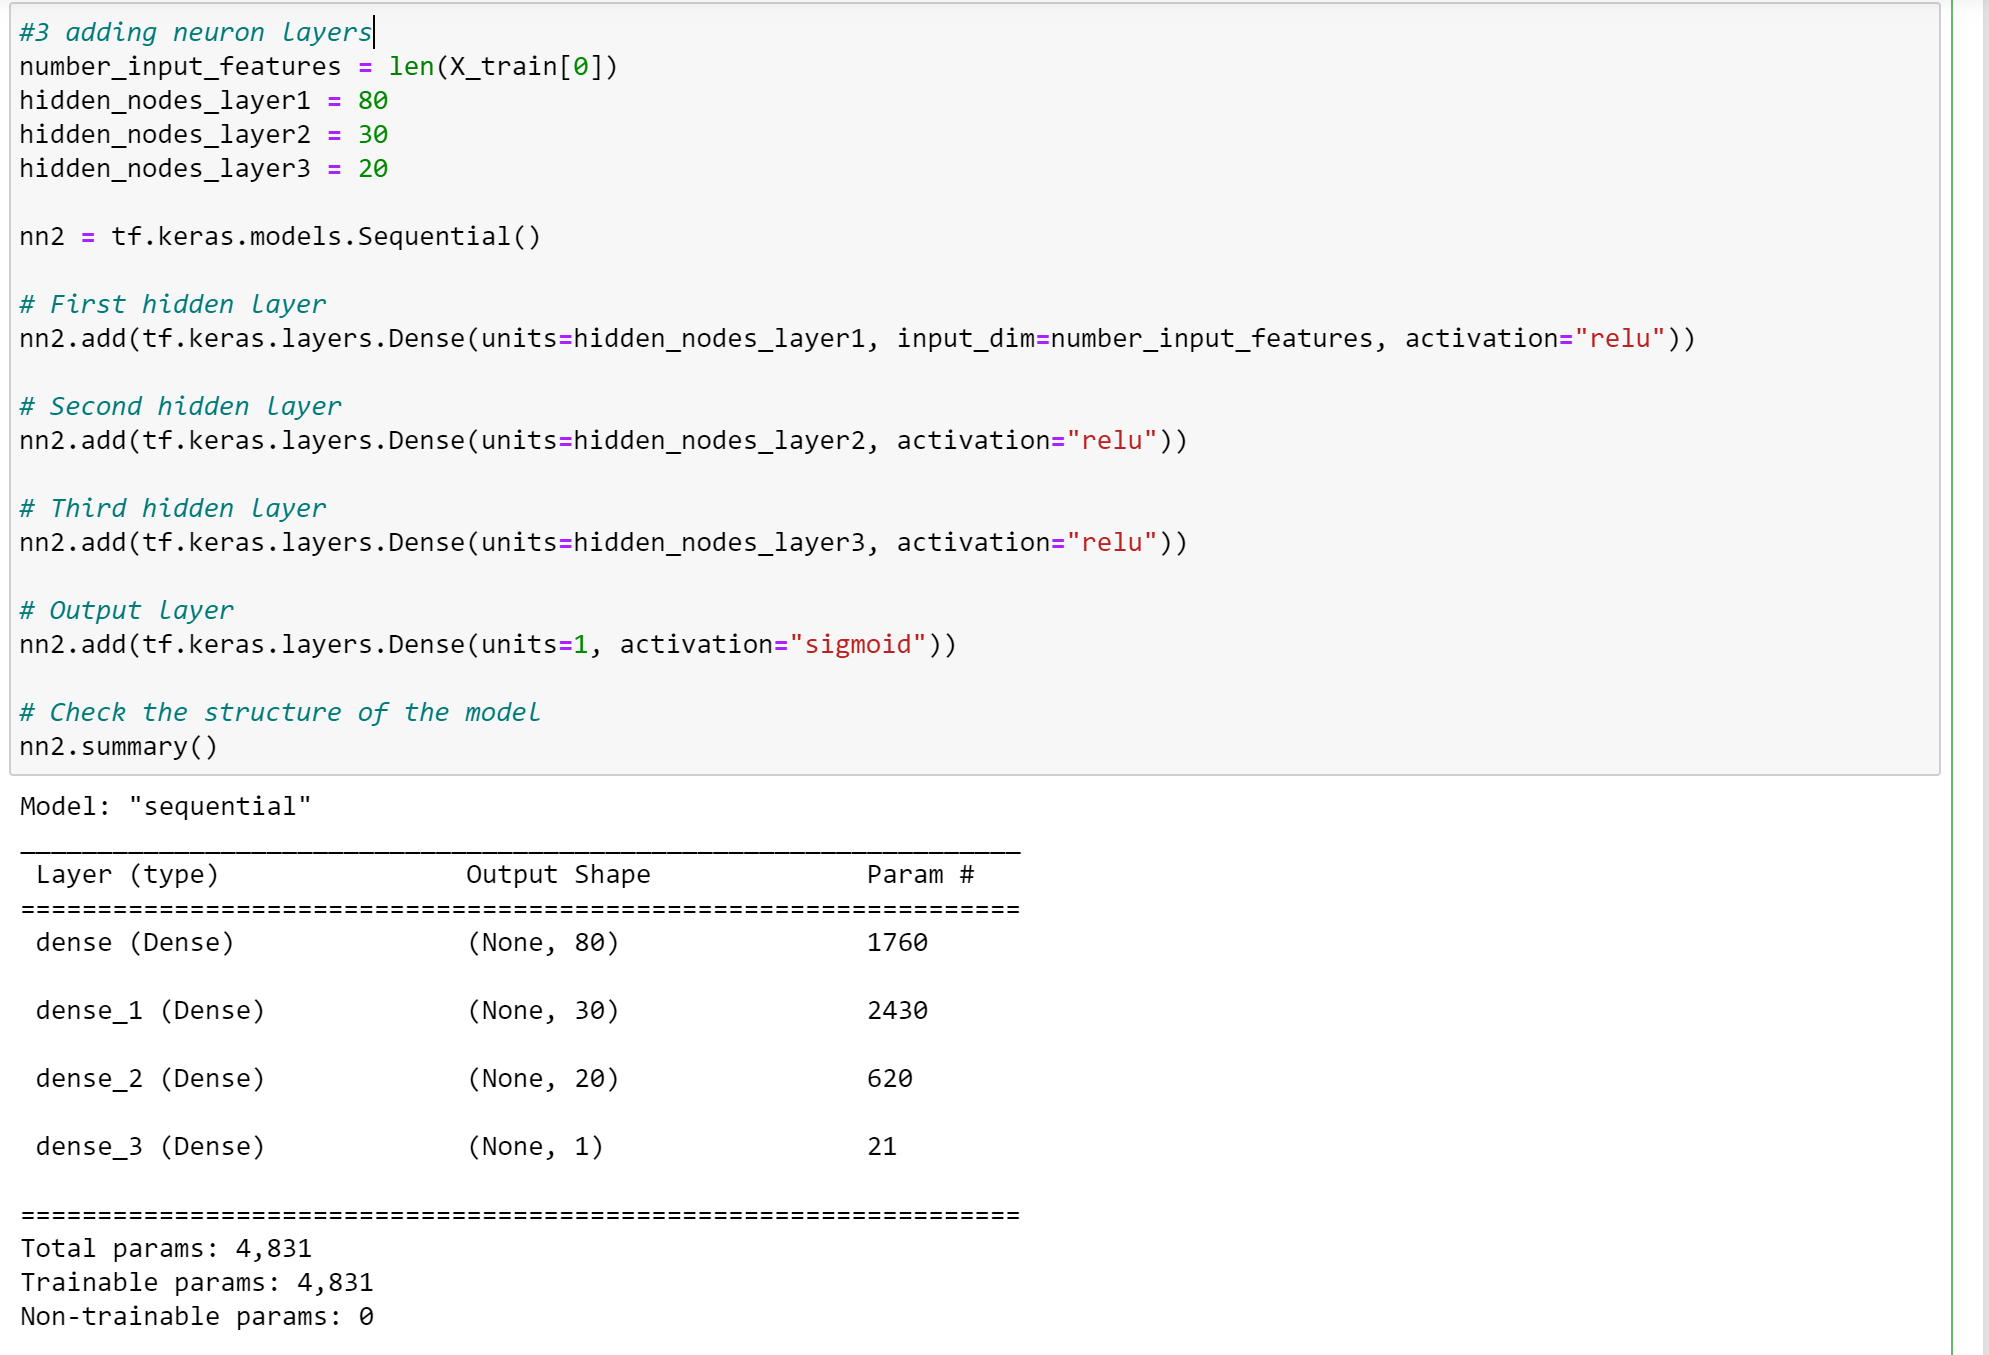 #3 adding neuron layers
number_input_features = len(X_train[0])
hidden_nodes_layer1 = 80
hidden_nodes_layer2 = 30
hidden_nodes_layer3 = 20
nn2 = tf.keras.models.Sequential()
# First hidden layer
nn2.add(tf.keras.layers.Dense(units=hidden_nodes_layer1, input_dim=number_input_features, activation="relu"))
# Second hidden layer
nn2.add(tf.keras.layers.Dense(units=hidden_nodes_layer2, activation="relu"))
# Third hidden layer
nn2.add(tf.keras.layers.Dense(units=hidden_nodes_layer3, activation="relu"))
# Output layer
nn2.add(tf.keras.layers.Dense(units=1, activation="sigmoid"))
# Check the structure of the model
nn2.summary()
Model: "sequential"
_________________________________________________________________
Layer (type) Output Shape Param #
=================================================================
dense (Dense) (None, 80) 1760
dense_1 (Dense) (None, 30) 2430
dense_2 (Dense) (None, 20) 620
dense_3 (Dense) (None, 1) 21
=================================================================
Total params: 4,831
Trainable params: 4,831
Non-trainable params: 0